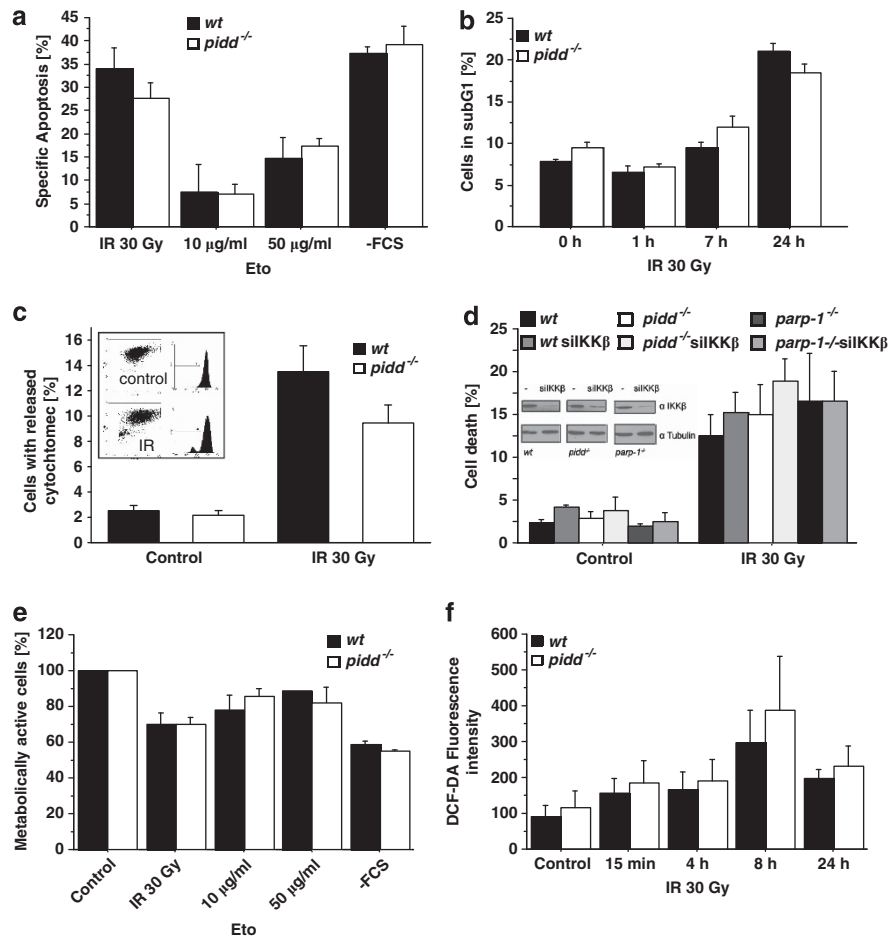 a
Specific Apoptosis [%]
45
40
35
30
25
20
15
10
5
0
wt
pidd-/-
IR 30 Gy
10 µg/ml
50 µg/ml
-FCS
Eto
b
Cells in subG1 [%]
25
20
15
10
5
0
wt
pidd-/-
0 h
1 h
7 h
24 h
IR 30 Gy
c
Cells with released
cytochtomec [%]
16
14
12
10
8
6
4
2
0
control
IR
wt
pidd-/-
Control
IR 30 Gy
d
Cell death [%]
25
20
15
10
5
0
wt
pidd-/-
parp-1-/-
wt siIKKβ
pidd-/-siIKKβ
parp-1-/-siIKKβ
- siIKKβ
- siIKKβ
- siIKKβ
α IKKβ
α Tubulin
wt
pidd-/-
parp-1-/-
Control
IR 30 Gy
e
Metabolically active cells [%]
120
100
80
60
40
20
0
wt
pidd-/-
Control
IR 30 Gy
10 µg/ml
50 µg/ml
-FCS
Eto
f
DCF-DA Fluorescence
intensity
600
500
400
300
200
100
0
wt
pidd-/-
Control
15 min
4 h
8 h
24 h
IR 30 Gy